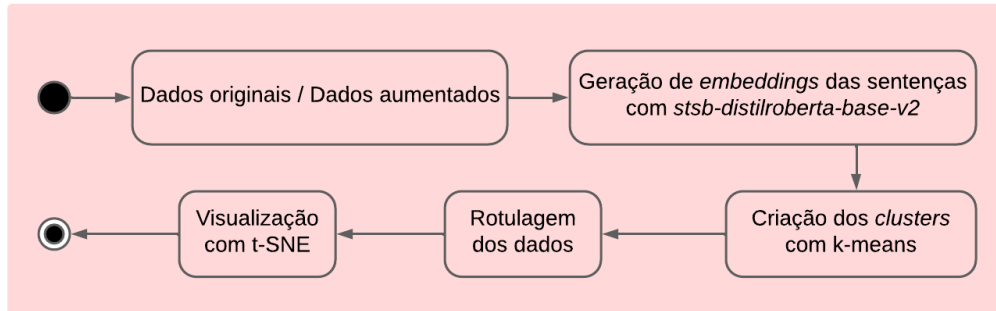 Dados originais / Dados aumentados
Geração de embeddings das sentenças
com stsb-distilroberta-base-v2
Criação dos clusters
com k-means
Rotulagem
dos dados
Visualização
com t-SNE